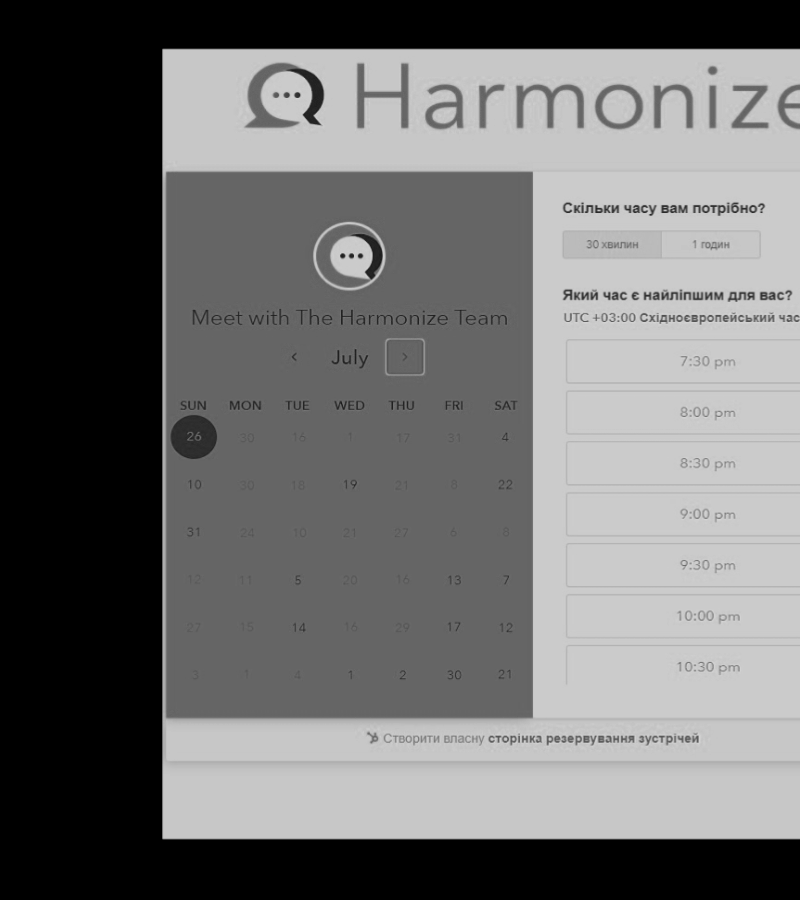 Harmonize
Meet with The Harmonize Team
‹ July ›
SUN MON TUE WED THU FRI SAT
26 30 16 1 17 31 4
10 30 18 19 21 8 22
31 24 10 21 27 6 8
12 11 5 20 16 13 7
27 15 14 16 29 17 12
3 1 4 1 2 30 21
Скільки часу вам потрібно?
30 хвилин 1 годин
Який час є найліпшим для вас?
UTC +03:00 Східноєвропейський час
7:30 pm
8:00 pm
8:30 pm
9:00 pm
9:30 pm
10:00 pm
10:30 pm
Створити власну сторінка резервування зустрічей